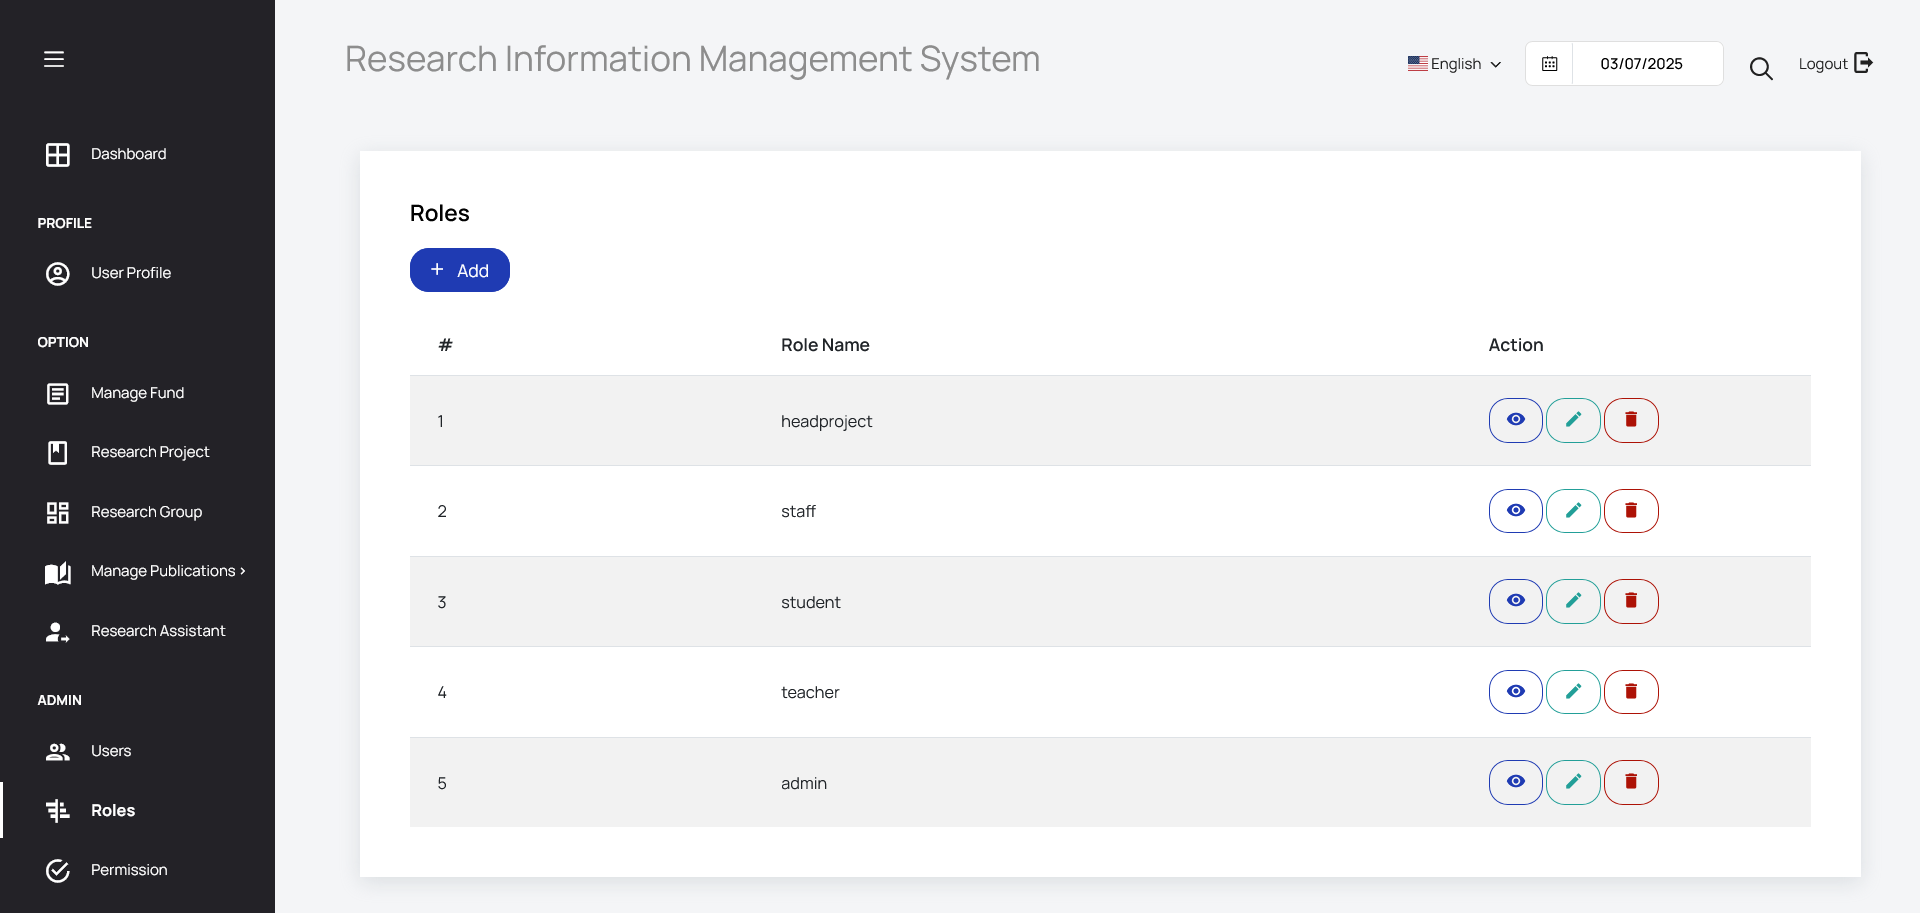 Research Information Management System
English
03/07/2025
Logout
Dashboard
PROFILE
User Profile
OPTION
Manage Fund
Research Project
Research Group
Manage Publications ›
Research Assistant
ADMIN
Users
Roles
Permission
Roles
+ Add
# Role Name Action
1 headproject
2 staff
3 student
4 teacher
5 admin